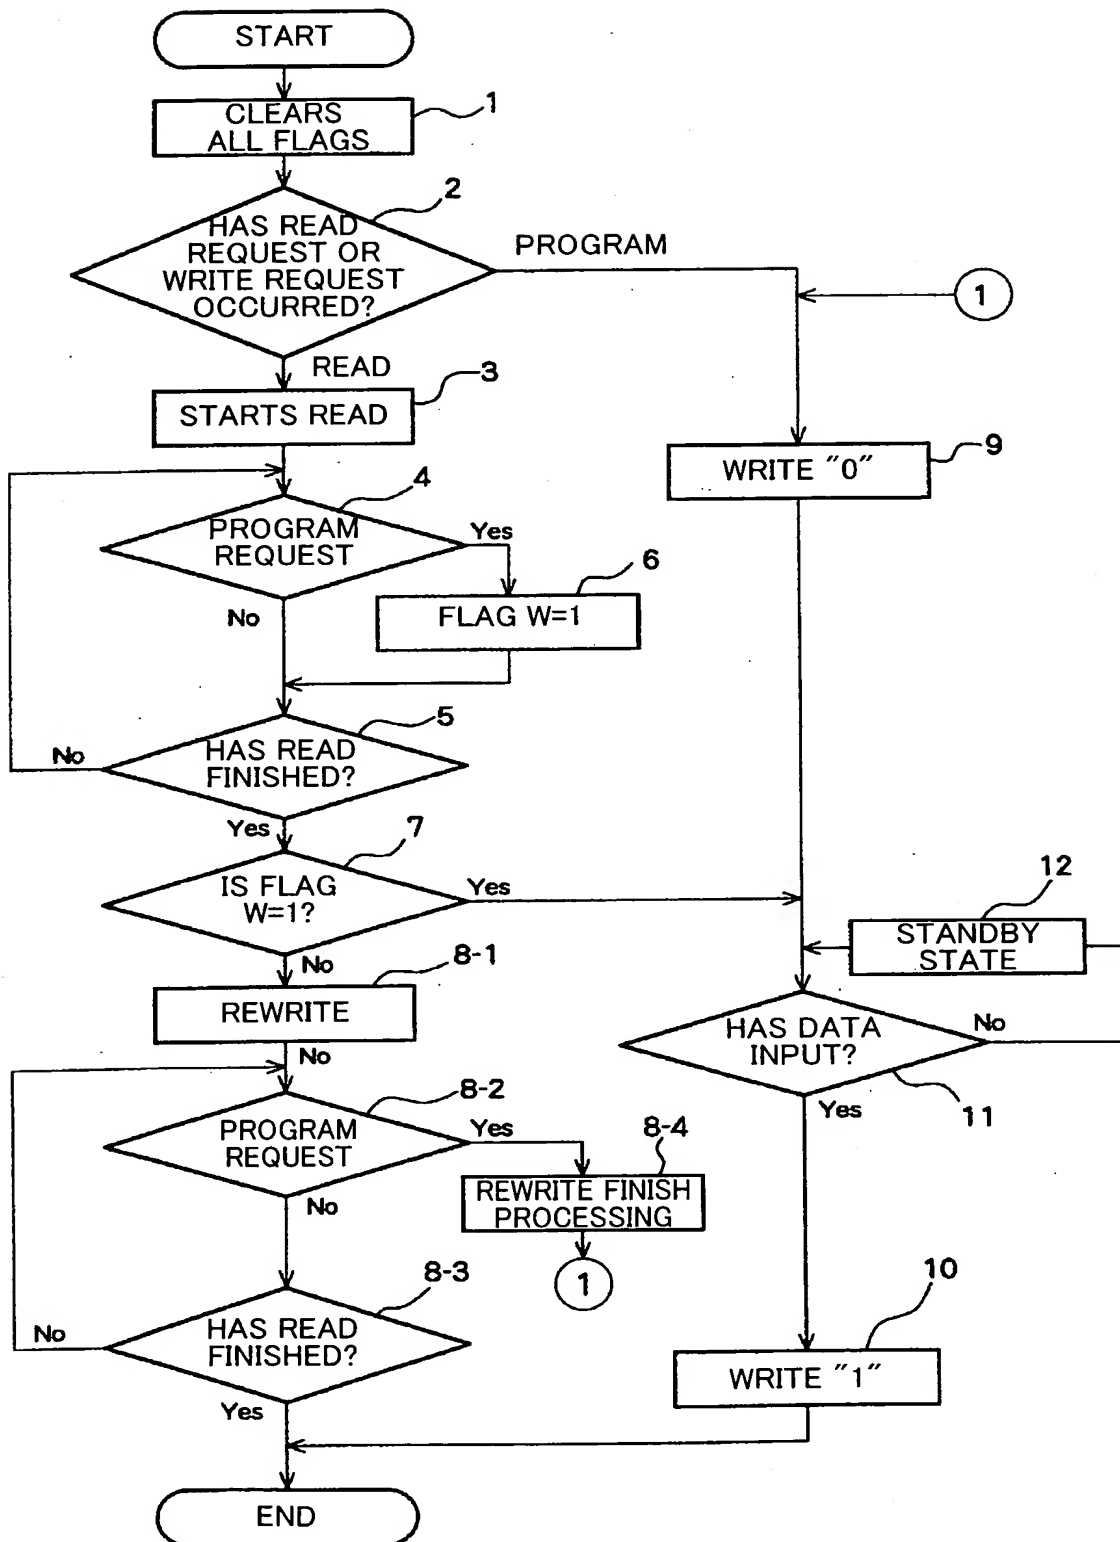 START
1
CLEARS
ALL FLAGS
2
HAS READ
REQUEST OR
WRITE REQUEST
OCCURRED?
PROGRAM
1
READ
3
STARTS READ
9
WRITE "0"
4
PROGRAM
REQUEST
Yes
6
FLAG W=1
No
5
HAS READ
FINISHED?
No
Yes
7
IS FLAG
W=1?
Yes
12
STANDBY
STATE
No
8-1
REWRITE
HAS DATA
INPUT?
No
No
11
Yes
8-2
PROGRAM
REQUEST
Yes
8-4
REWRITE FINISH
PROCESSING
No
1
8-3
HAS READ
FINISHED?
No
10
WRITE "1"
Yes
END